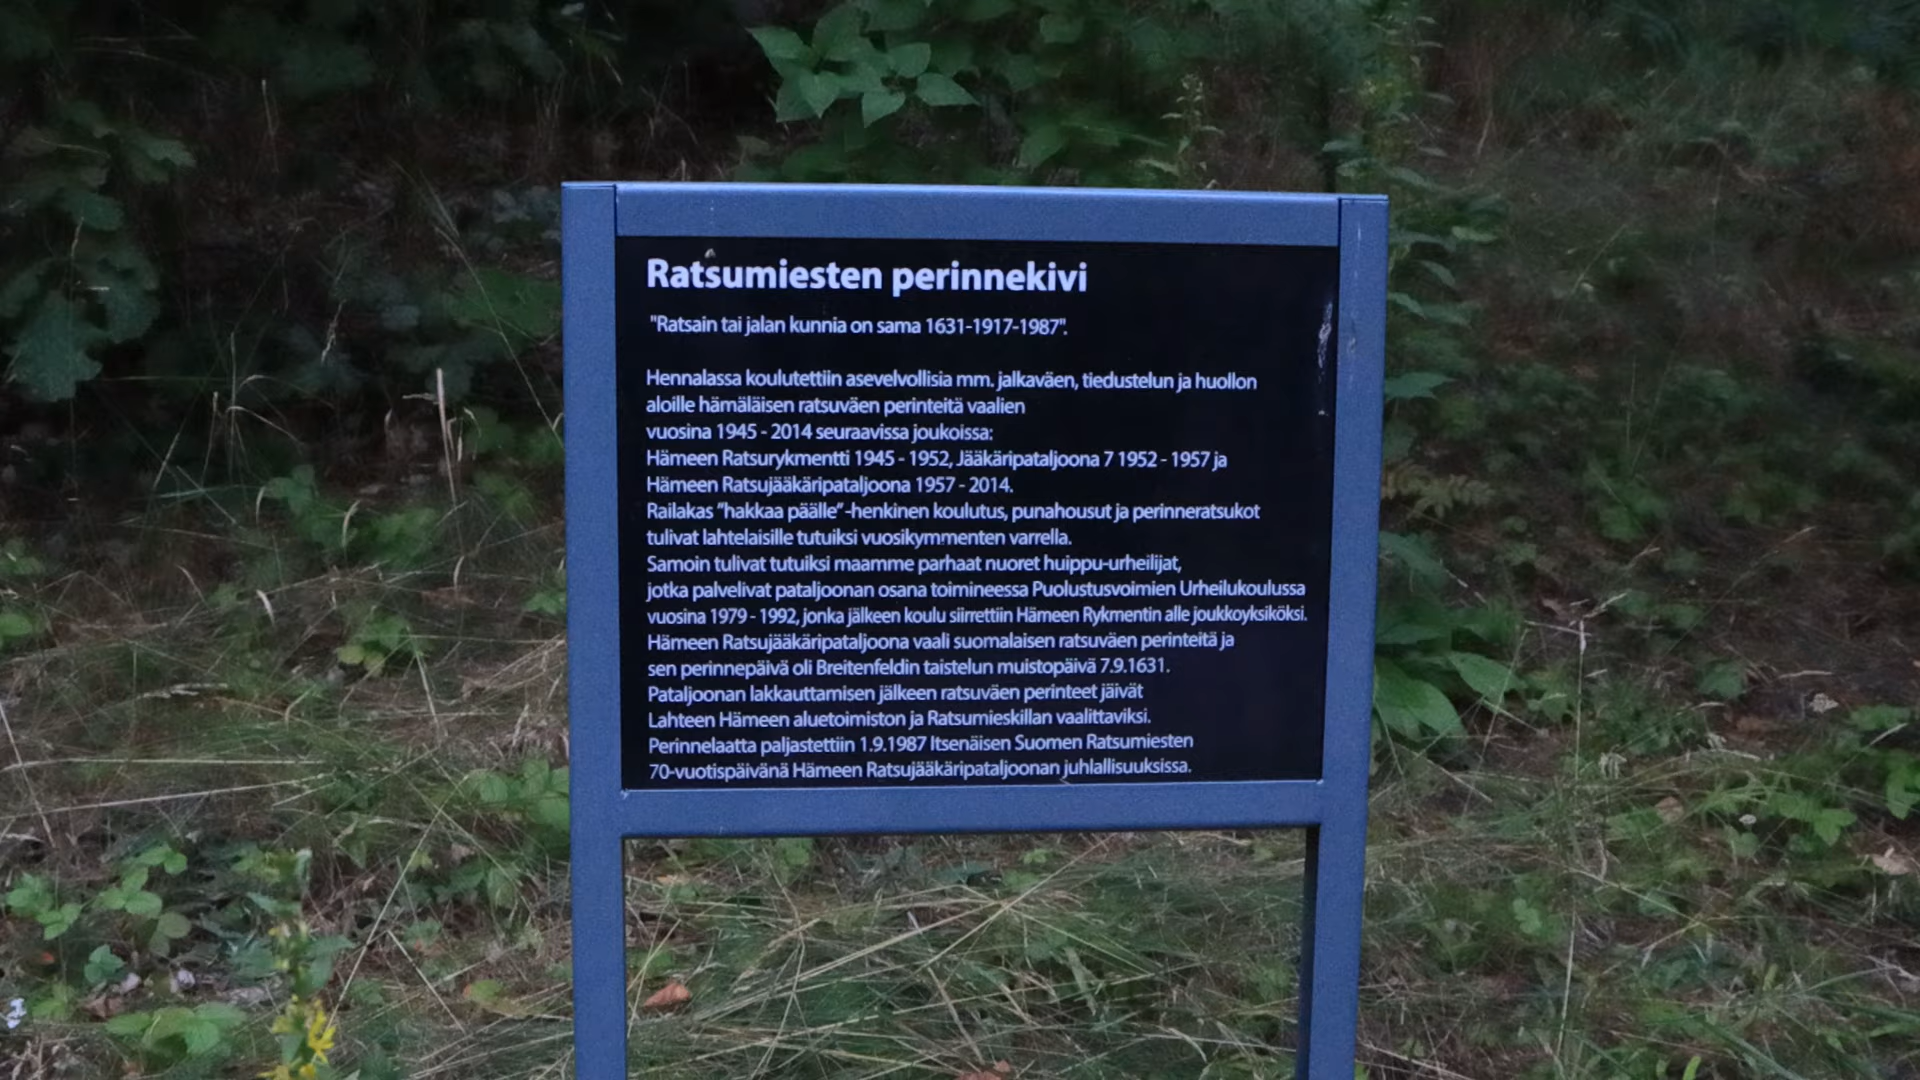 Ratsumiesten perinnekivi
"Ratsain tai jalan kunnia on sama 1631-1917-1987".
Hennalassa koulutettiin asevelvollisia mm. jalkaväen, tiedustelun ja huollon
aloille hämäläisen ratsuväen perinteitä vaalien
vuosina 1945 - 2014 seuraavissa joukoissa:
Hämeen Ratsurykmentti 1945 - 1952, Jääkäripataljoona 7 1952 - 1957 ja
Hämeen Ratsujääkäripataljoona 1957 - 2014.
Railakas "hakkaa päälle"-henkinen koulutus, punahousut ja perinneratsukot
tulivat lahtelaisille tutuiksi vuosikymmenten varrella.
Samoin tulivat tutuiksi maamme parhaat nuoret huippu-urheilijat,
jotka palvelivat pataljoonan osana toimineessa Puolustusvoimien Urheilukoulussa
vuosina 1979 - 1992, jonka jälkeen koulu siirrettiin Hämeen Rykmentin alle joukkoyksiköksi.
Hämeen Ratsujääkäripataljoona vaali suomalaisen ratsuväen perinteitä ja
sen perinnepäivä oli Breitenfeldin taistelun muistopäivä 7.9.1631.
Pataljoonan lakkauttamisen jälkeen ratsuväen perinteet jäivät
Lahteen Hämeen aluetoimiston ja Ratsumieskillan vaalittaviksi.
Perinnelaatta paljastettiin 1.9.1987 Itsenäisen Suomen Ratsumiesten
70-vuotispäivänä Hämeen Ratsujääkäripataljoonan juhlallisuuksissa.